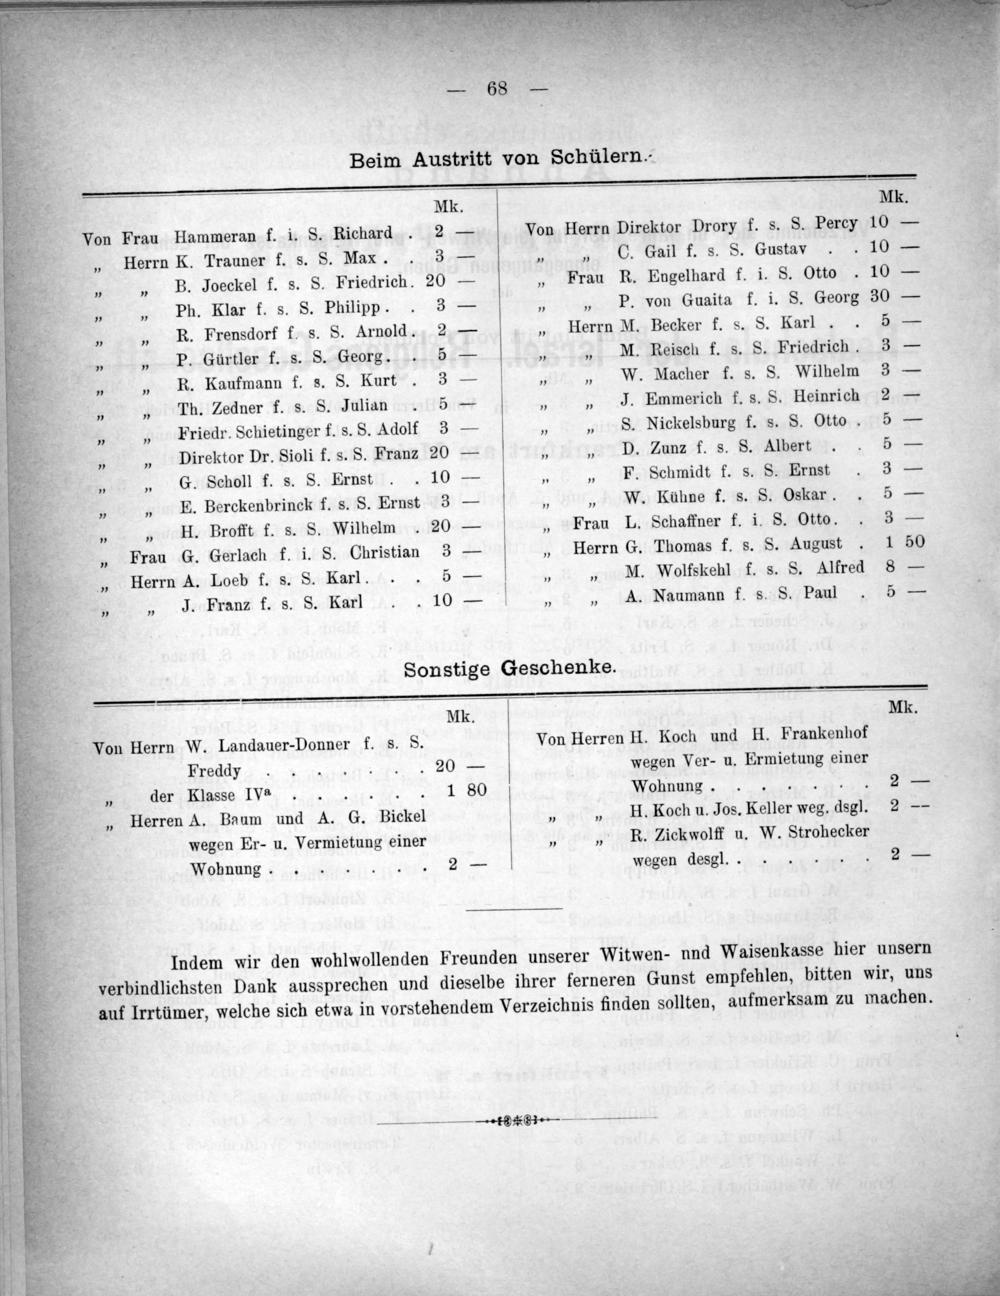 — 68 —
Beim Austritt von Schülern.
Mk.
Von Frau Hammeran f. i. S. Richard . 2 —
„ Herrn K. Trauner f. s. S. Max . . 3 —
„ „ B. Joeckel f. s. S. Friedrich. 20 —
„ „ Ph. Klar f. s. S. Philipp . . 3 —
„ „ R. Frensdorf f. s. S. Arnold . 2 —
„ „ P. Gürtler f. s. S. Georg . . 5 —
„ „ R. Kaufmann f. s. S. Kurt . 3 —
„ „ Th. Zedner f. s. S. Julian . 5 —
„ „ Friedr. Schietinger f. s. S. Adolf 3 —
„ „ Direktor Dr. Sioli f. s. S. Franz 20 —
„ „ G. Scholl f. s. S. Ernst . . 10 —
„ „ E. Berckenbrinck f. s. S. Ernst 3 —
„ „ H. Brofft f. s. S. Wilhelm 20 —
„ Frau G. Gerlach f. i. S. Christian 3 —
„ Herrn A. Loeb f. s. S. Karl . . . 5 —
„ „ J. Franz f. s. S. Karl . . 10 —
Mk.
Von Herrn Direktor Drory f. s. S. Percy 10 —
„ „ C. Gail f. s. S. Gustav . . 10 —
„ Frau R. Engelhard f. i. S. Otto . 10 —
„ „ P. von Guaita f. i. S. Georg 30 —
„ Herrn M. Becker f. s. S. Karl . . 5 —
„ „ M. Reisch f. s. S. Friedrich . 3 —
„ „ W. Macher f. s. S. Wilhelm 3 —
„ „ J. Emmerich f. s. S. Heinrich 2 —
„ „ S. Nickelsburg f. s. S. Otto . 5 —
„ „ D. Zunz f. s. S. Albert . 5 —
„ „ F. Schmidt f. s. S. Ernst . 3 —
„ „ W. Kühne f. s. S. Oskar . . 5 —
„ Frau L. Schaffner f. i. S. Otto . . 3 —
„ Herrn G. Thomas f. s. S. August . 1 50
„ „ M. Wolfskehl f. s. S. Alfred 8 —
„ „ A. Naumann f. s. S. Paul . 5 —
Sonstige Geschenke.
Mk.
Von Herrn W. Landauer-Donner f. s. S.
Freddy . . . . . . 20 —
„ der Klasse IVa . . . . . 1 80
„ Herren A. Baum und A. G. Bickel
wegen Er- u. Vermietung einer
Wohnung . . . . . . . 2 —
Mk.
Von Herren H. Koch und H. Frankenhof
wegen Ver- u. Ermietung einer
Wohnung . . . . . . . 2 —
„ „ H. Koch u. Jos. Keller weg. dsgl. 2 —
„ „ R. Zickwolff u. W. Strohecker
wegen desgl. . . . . . 2 —
Indem wir den wohlwollenden Freunden unserer Witwen- nnd Waisenkasse hier unsern
verbindlichsten Dank aussprechen und dieselbe ihrer ferneren Gunst empfehlen, bitten wir, uns
auf Irrtümer, welche sich etwa in vorstehendem Verzeichnis finden sollten, aufmerksam zu machen.